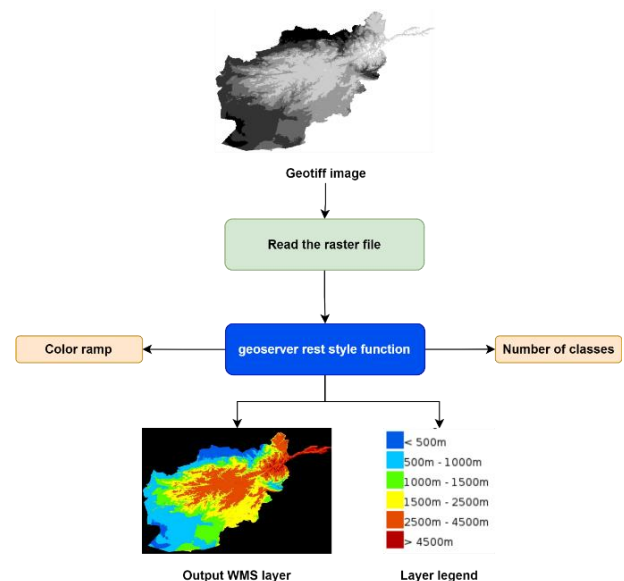 Geotiff image
Read the raster file
Color ramp
geoserver rest style function
Number of classes
< 500m
500m - 1000m
1000m - 1500m
1500m - 2500m
2500m - 4500m
> 4500m
Output WMS layer
Layer legend